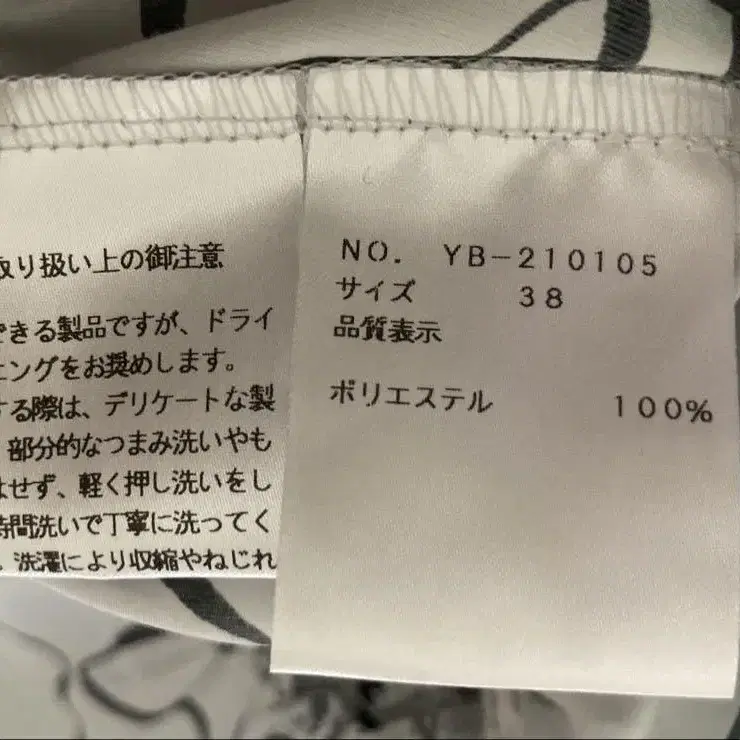 取り扱い上の御注意
できる製品ですが、ドライ
ニングをお奨めします。
する際は、デリケートな製
部分的なつまみ洗いやも
はせず、軽く押し洗いをし
時間洗いで丁寧に洗ってく
洗濯により収縮やねじれ
NO. YB-210105
サイズ 38
品質表示
ポリエステル 100%